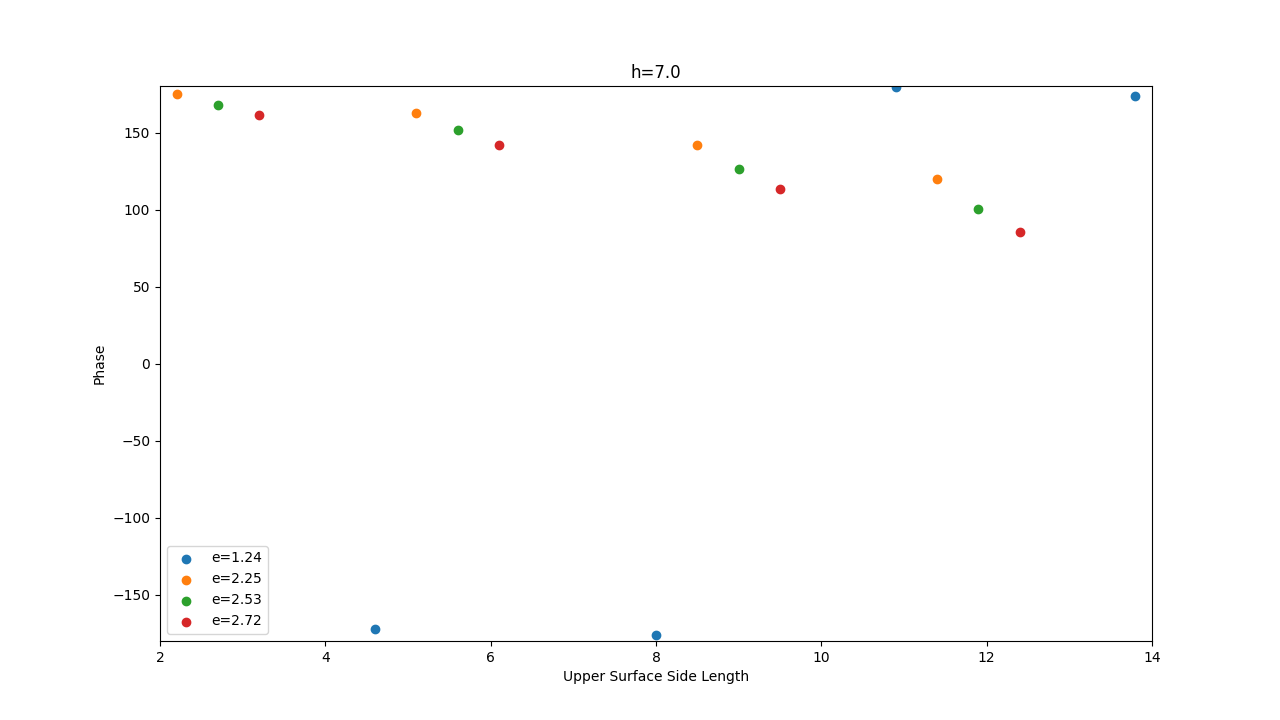 h=7.0
Phase
150
100
50
0
−50
−100
−150
e=1.24
e=2.25
e=2.53
e=2.72
2 4 6 8 10 12 14
Upper Surface Side Length